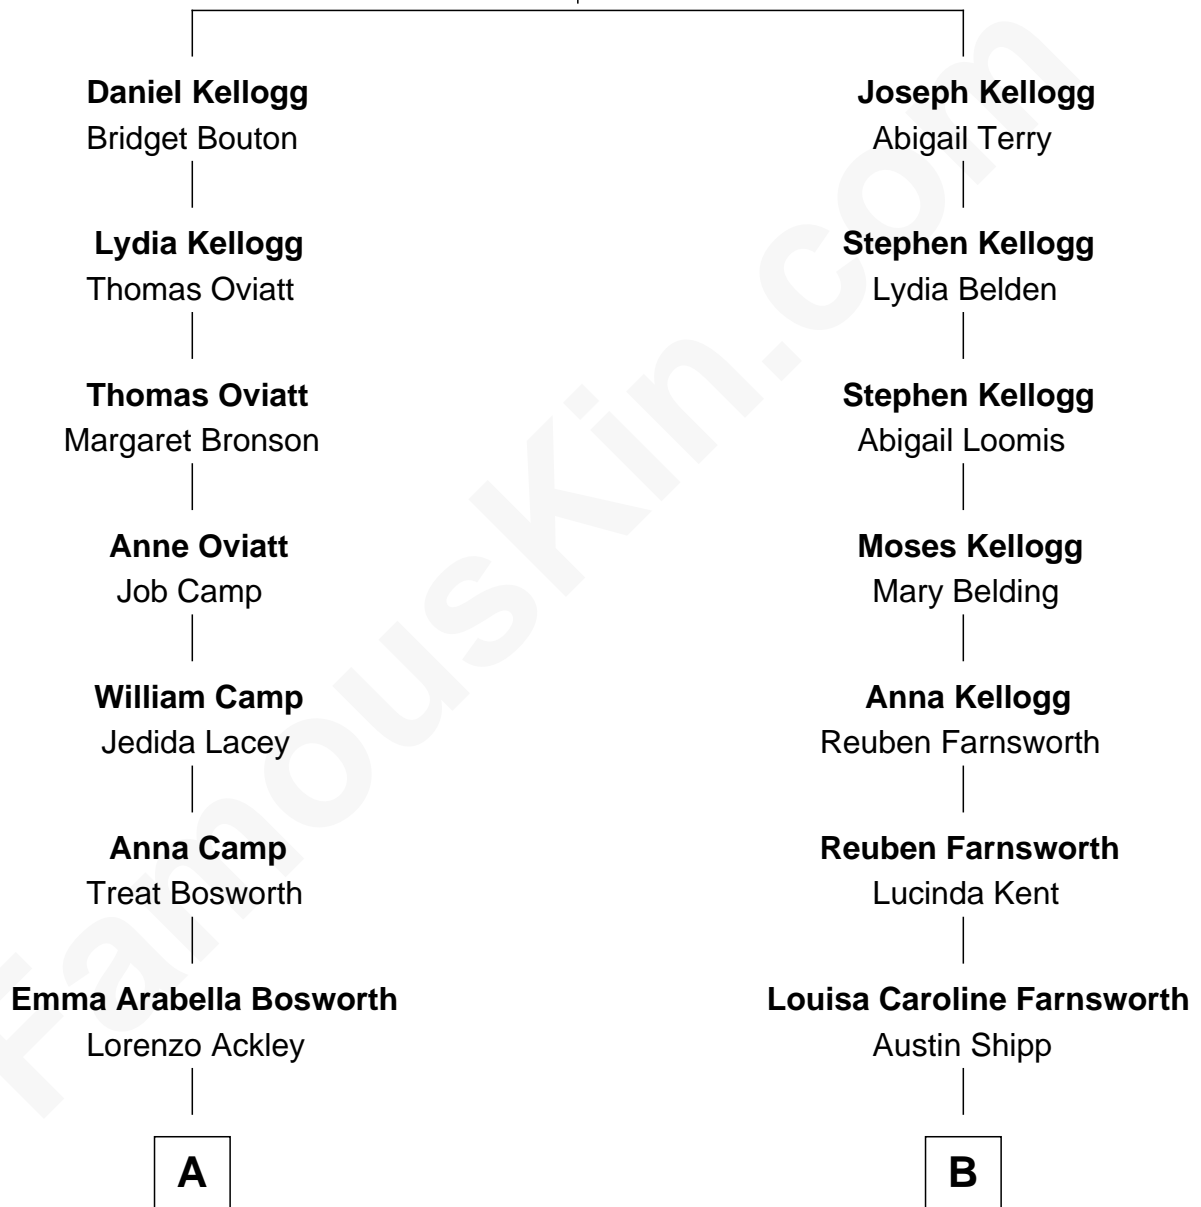 Daniel Kellogg
Bridget Bouton
Lydia Kellogg
Thomas Oviatt
Thomas Oviatt
Margaret Bronson
Anne Oviatt
Job Camp
William Camp
Jedida Lacey
Anna Camp
Treat Bosworth
Emma Arabella Bosworth
Lorenzo Ackley
A
Joseph Kellogg
Abigail Terry
Stephen Kellogg
Lydia Belden
Stephen Kellogg
Abigail Loomis
Moses Kellogg
Mary Belding
Anna Kellogg
Reuben Farnsworth
Reuben Farnsworth
Lucinda Kent
Louisa Caroline Farnsworth
Austin Shipp
B
FamousKin.com